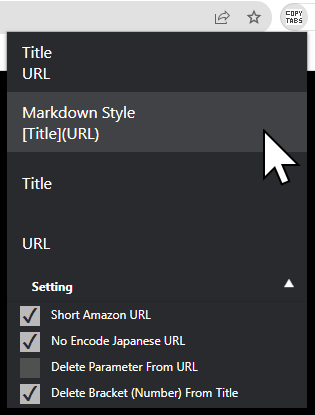 COPY
TABS
Title
URL
Markdown Style
[Title](URL)
Title
URL
Setting
Short Amazon URL
No Encode Japanese URL
Delete Parameter From URL
Delete Bracket (Number) From Title